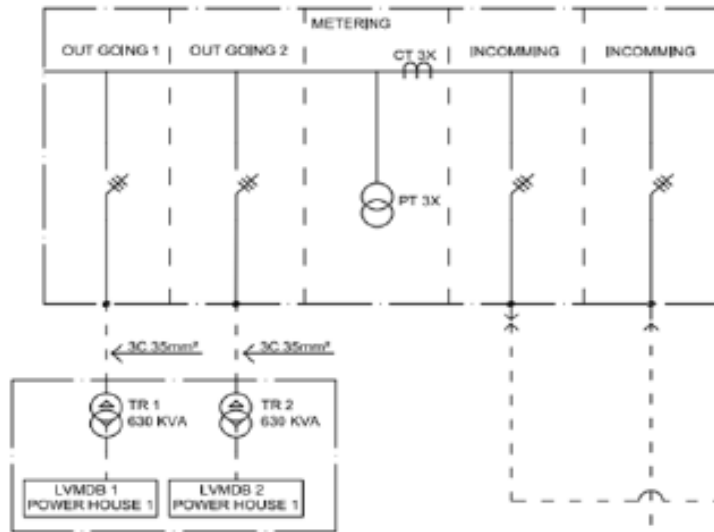 METERING
OUT GOING 1
OUT GOING 2
CT 3X
INCOMMING
INCOMMING
PT 3X
3C 35mm²
3C 35mm²
TR 1
630 KVA
TR 2
630 KVA
LVMDB 1
POWER HOUSE 1
LVMDB 2
POWER HOUSE 1